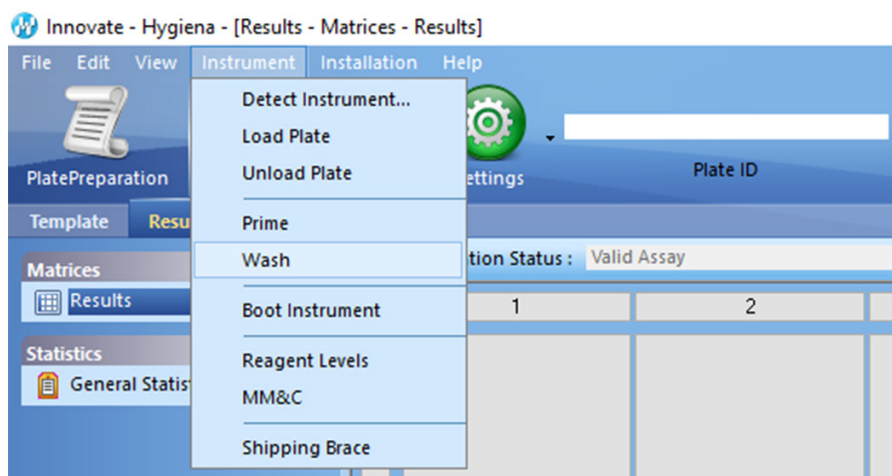 Innovate - Hygiena - [Results - Matrices - Results]
File Edit View Instrument Installation Help
Detect Instrument...
Load Plate
Unload Plate
Prime
Wash
Boot Instrument
Reagent Levels
MM&C
Shipping Brace
PlatePreparation
ettings
Plate ID
Template Resu
tion Status : Valid Assay
Matrices
Results
1 2
Statistics
General Statis